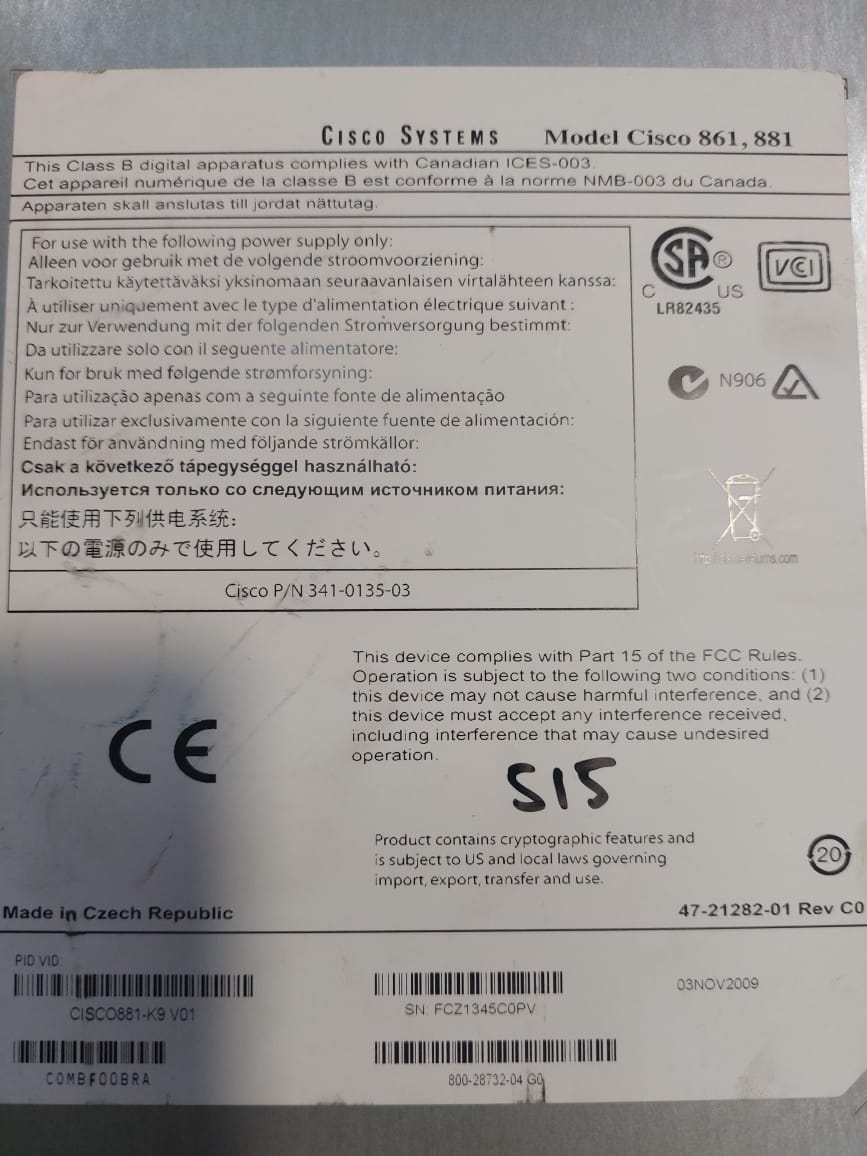 CISCO SYSTEMS Model Cisco 861, 881
This Class B digital apparatus complies with Canadian ICES-003.
Cet appareil numérique de la classe B est conforme à la norme NMB-003 du Canada.
Apparaten skall anslutas till jordat nättutag.
For use with the following power supply only:
Alleen voor gebruik met de volgende stroomvoorziening:
Tarkoitettu käytettäväksi yksinomaan seuraavanlaisen virtalähteen kanssa:
À utiliser uniquement avec le type d'alimentation électrique suivant :
Nur zur Verwendung mit der folgenden Stromversorgung bestimmt:
Da utilizzare solo con il seguente alimentatore:
Kun for bruk med følgende strømforsyning:
Para utilização apenas com a seguinte fonte de alimentação
Para utilizar exclusivamente con la siguiente fuente de alimentación:
Endast för användning med följande strömkällor:
Csak a következő tápegységgel használható:
Используется только со следующим источником питания:
只能使用下列供电系统:
以下の電源のみで使用してください。
Cisco P/N 341-0135-03
SA ®
C US
LR82435
VCI
N906
This device complies with Part 15 of the FCC Rules.
Operation is subject to the following two conditions: (1)
this device may not cause harmful interference, and (2)
this device must accept any interference received,
including interference that may cause undesired
operation.
CE
S15
Product contains cryptographic features and
is subject to US and local laws governing
import, export, transfer and use.
20
Made in Czech Republic
47-21282-01 Rev C0
PID VID:
CISCO881-K9 V01
SN: FCZ1345C0PV
03NOV2009
COMBF00BRA
800-28732-04 G0